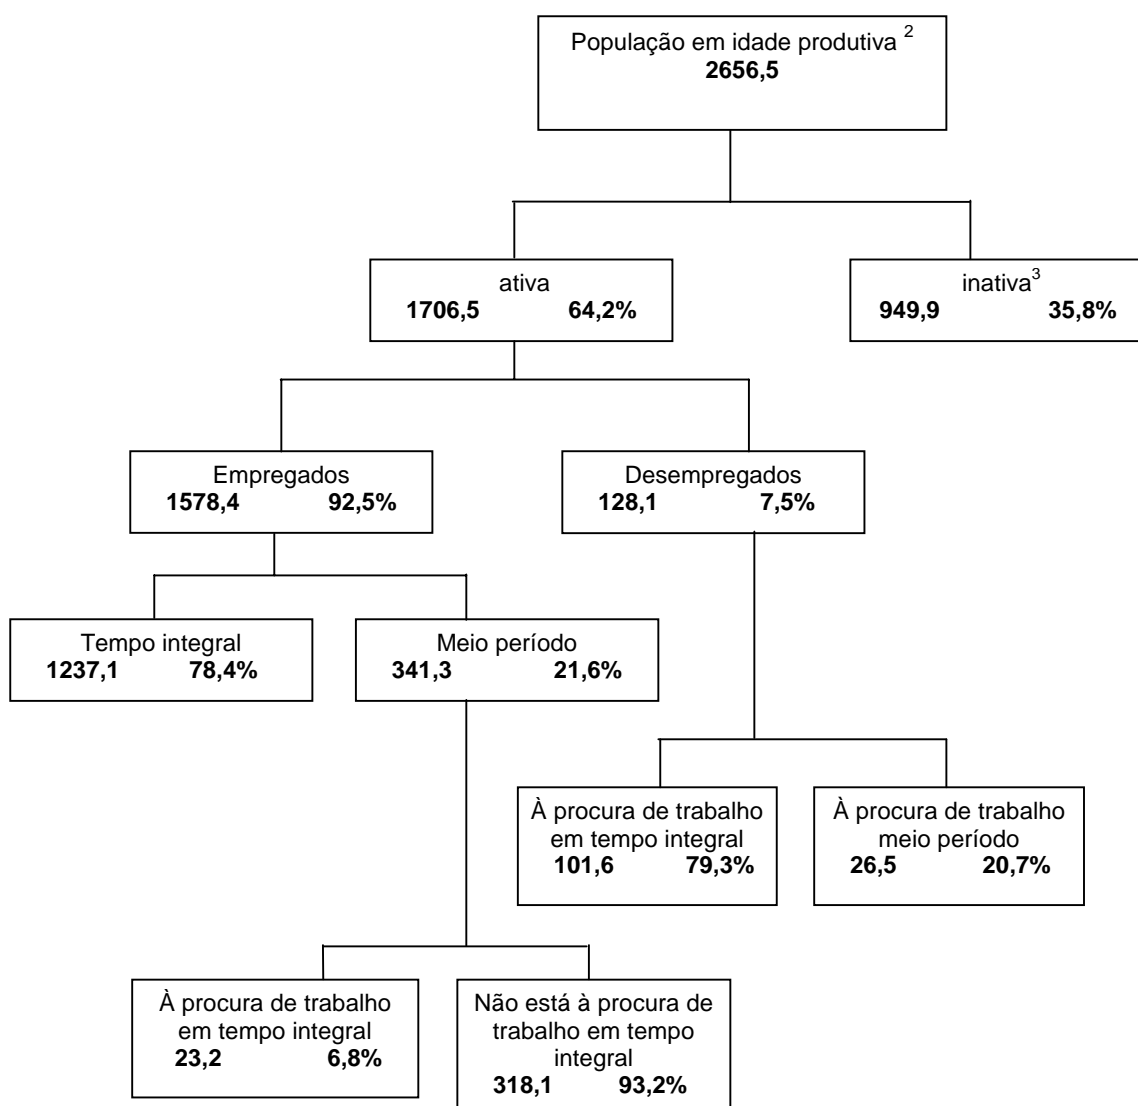 População em idade produtiva ²
2656,5
ativa
1706,5 64,2%
inativa³
949,9 35,8%
Empregados
1578,4 92,5%
Desempregados
128,1 7,5%
Tempo integral
1237,1 78,4%
Meio período
341,3 21,6%
À procura de trabalho
em tempo integral
101,6 79,3%
À procura de trabalho
meio período
26,5 20,7%
À procura de trabalho
em tempo integral
23,2 6,8%
Não está à procura de
trabalho em tempo
integral
318,1 93,2%